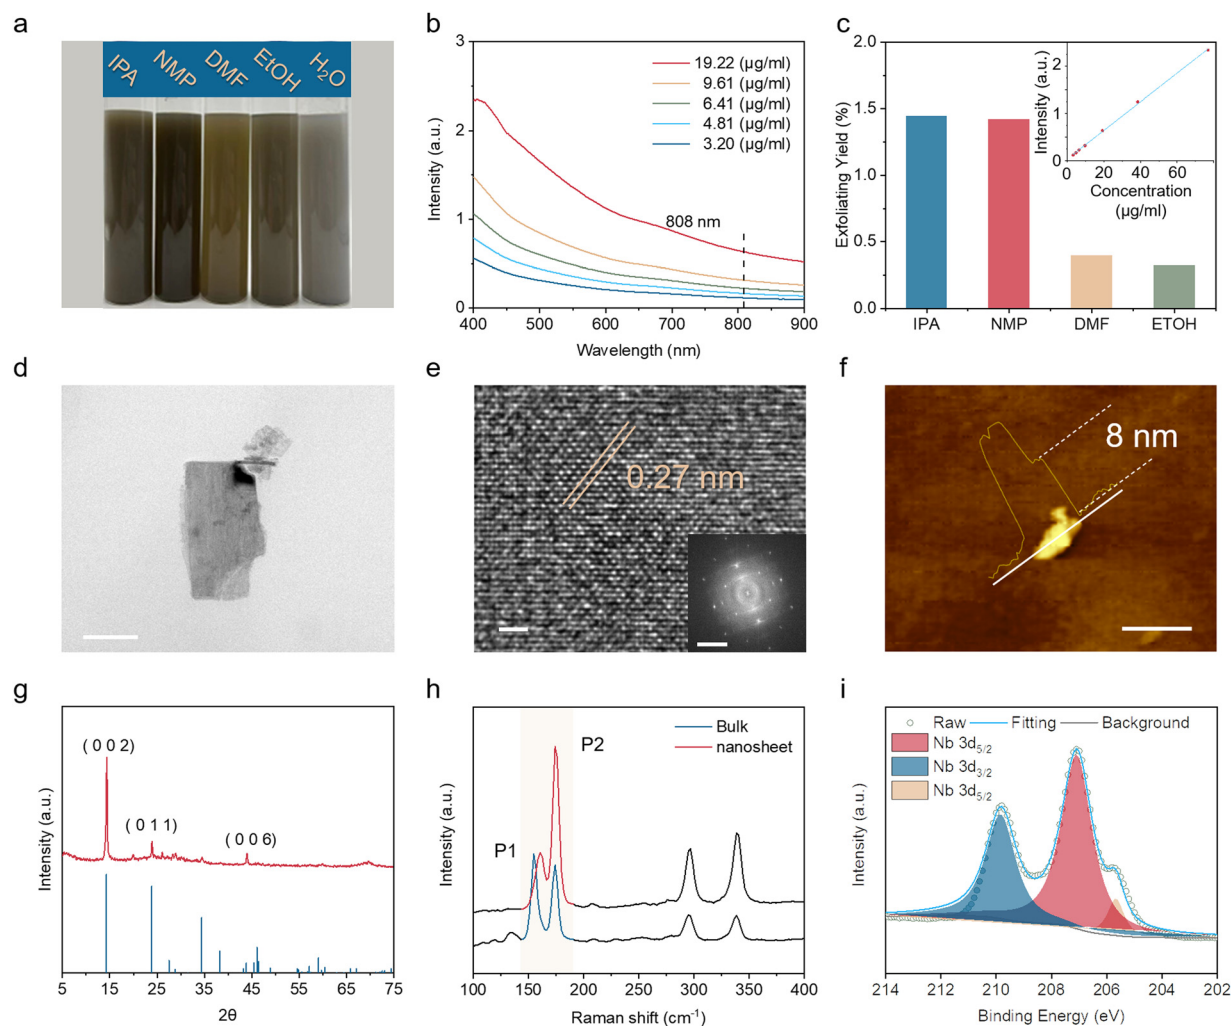 a
IPA
NMP
DMF
EtOH
H₂O
b
Intensity (a.u.)
3
2
1
0
19.22 (μg/ml)
9.61 (μg/ml)
6.41 (μg/ml)
4.81 (μg/ml)
3.20 (μg/ml)
808 nm
400 500 600 700 800 900
Wavelength (nm)
c
Exfoliating Yield (%)
2.0
1.5
1.0
0.5
0.0
IPA NMP DMF ETOH
Intensity (a.u.)
2
1
0
0 20 40 60
Concentration
(μg/ml)
d
e
0.27 nm
f
8 nm
g
Intensity (a.u.)
( 0 0 2)
( 0 1 1)
( 0 0 6)
5 15 25 35 45 55 65 75
2θ
h
Intensity (a.u.)
P1
P2
Bulk
nanosheet
100 150 200 250 300 350 400
Raman shift (cm⁻¹)
i
Intensity (a.u.)
Raw Fitting Background
Nb 3d₅/₂
Nb 3d₃/₂
Nb 3d₅/₂
214 212 210 208 206 204 202
Binding Energy (eV)